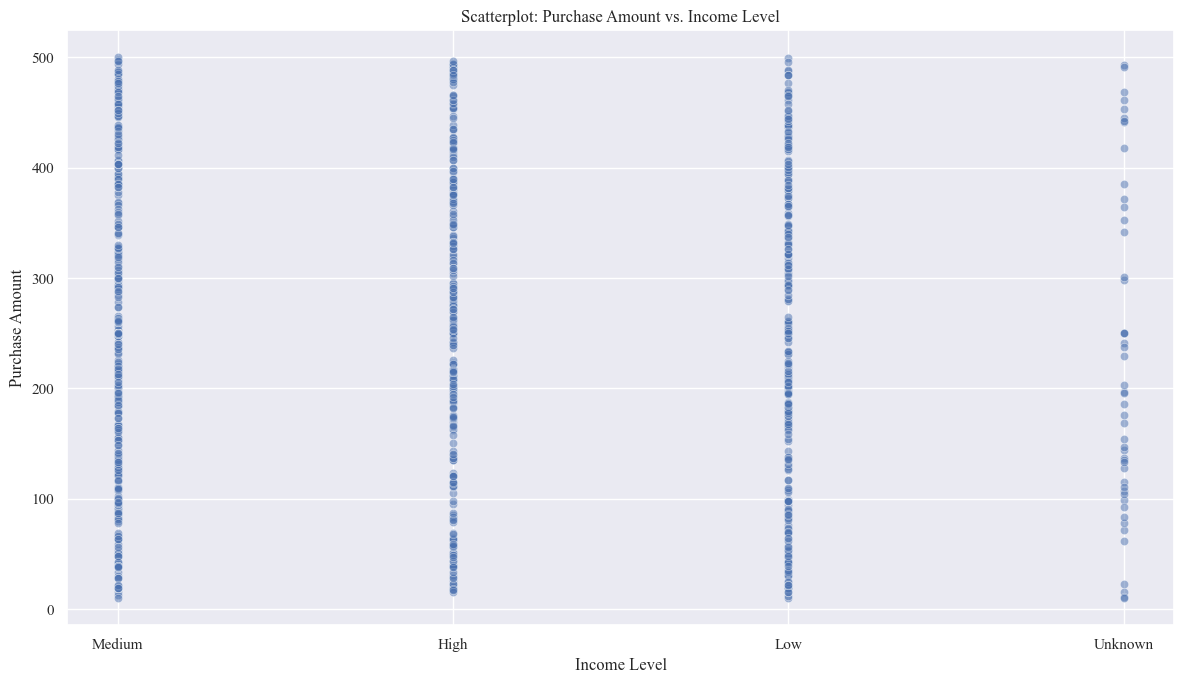 Scatterplot: Purchase Amount vs. Income Level
500
400
300
200
100
0
Purchase Amount
Medium High Low Unknown
Income Level